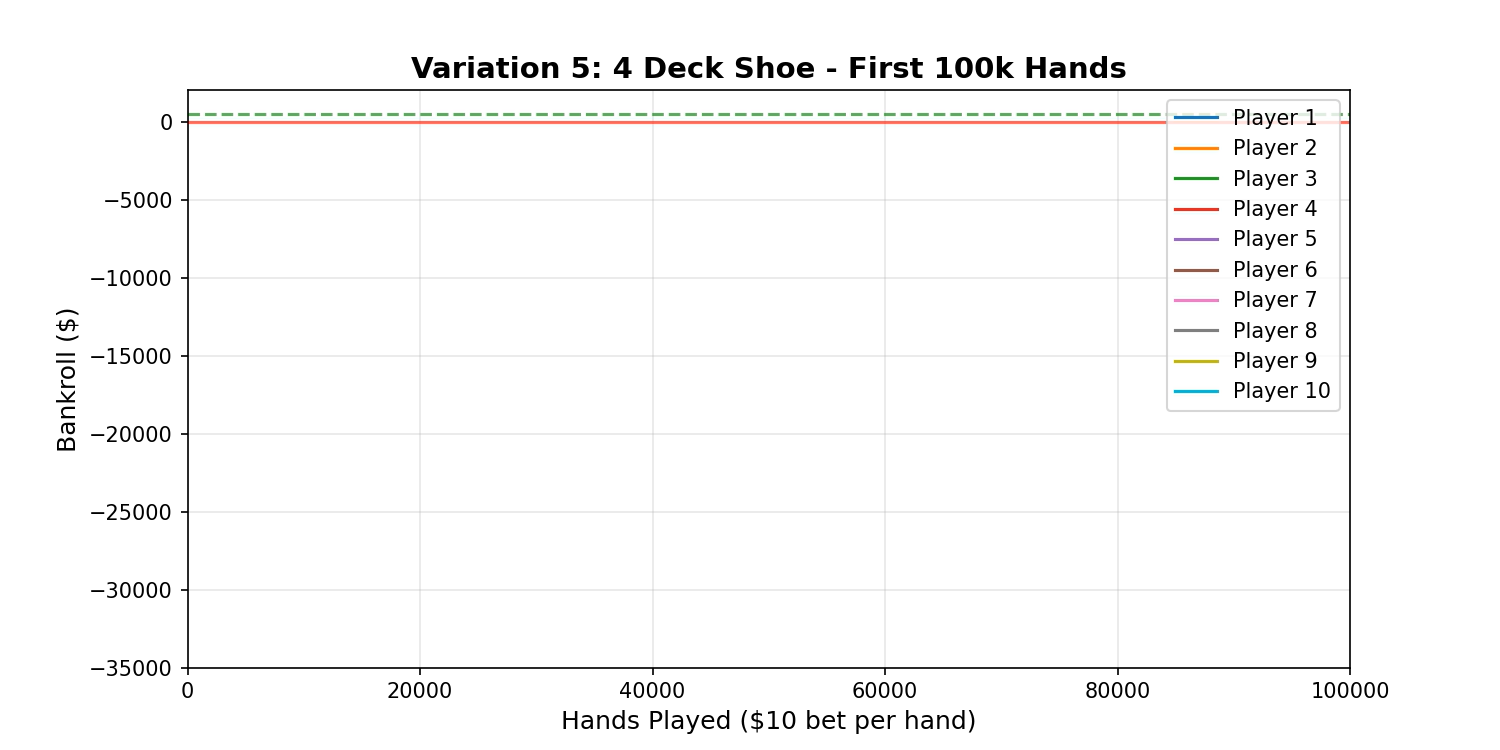 Variation 5: 4 Deck Shoe - First 100k Hands
Bankroll ($)
0
−5000
−10000
−15000
−20000
−25000
−30000
−35000
Player 1
Player 2
Player 3
Player 4
Player 5
Player 6
Player 7
Player 8
Player 9
Player 10
0 20000 40000 60000 80000 100000
Hands Played ($10 bet per hand)